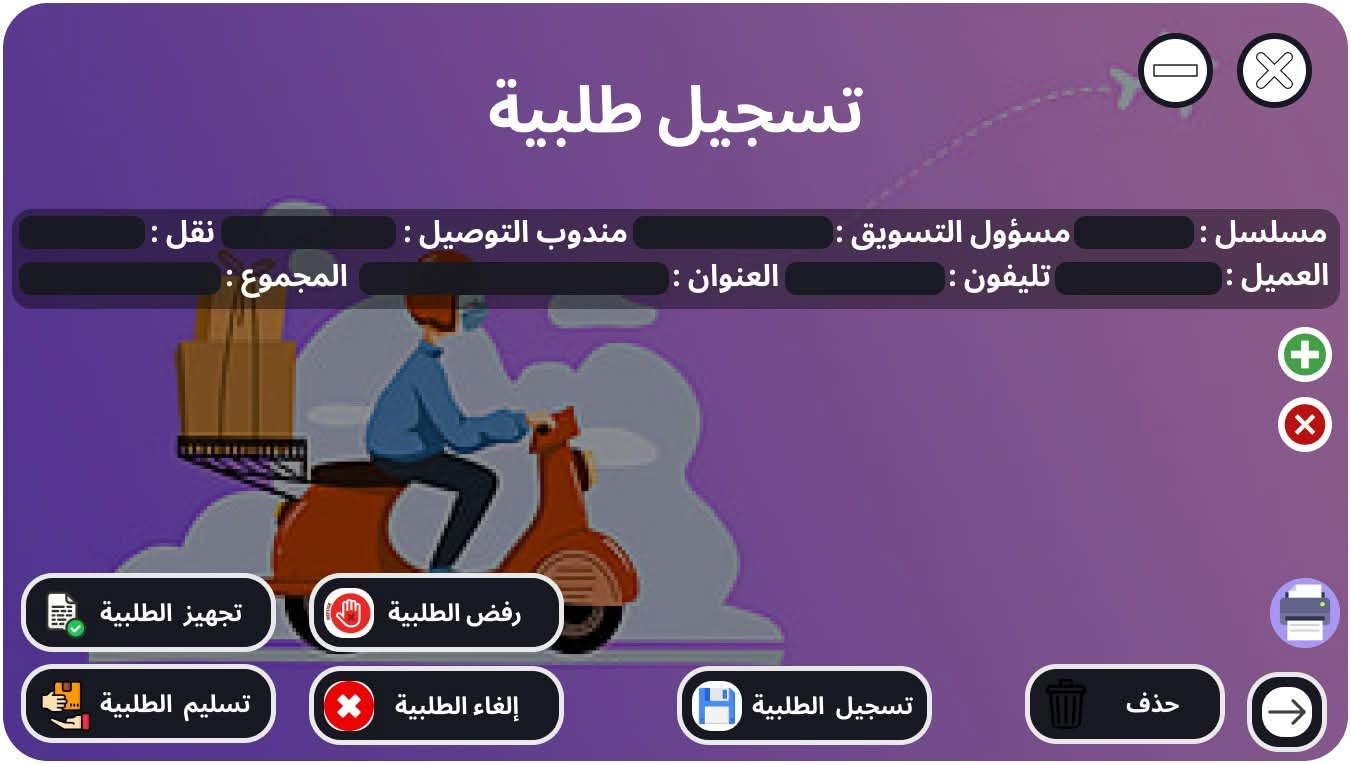 تسجيل طلبية
مسلسل : مسؤول التسويق : مندوب التوصيل : نقل :
العميل : تليفون : العنوان : المجموع :
رفض الطلبية تجهيز الطلبية
حذف تسجيل الطلبية إلغاء الطلبية تسليم الطلبية